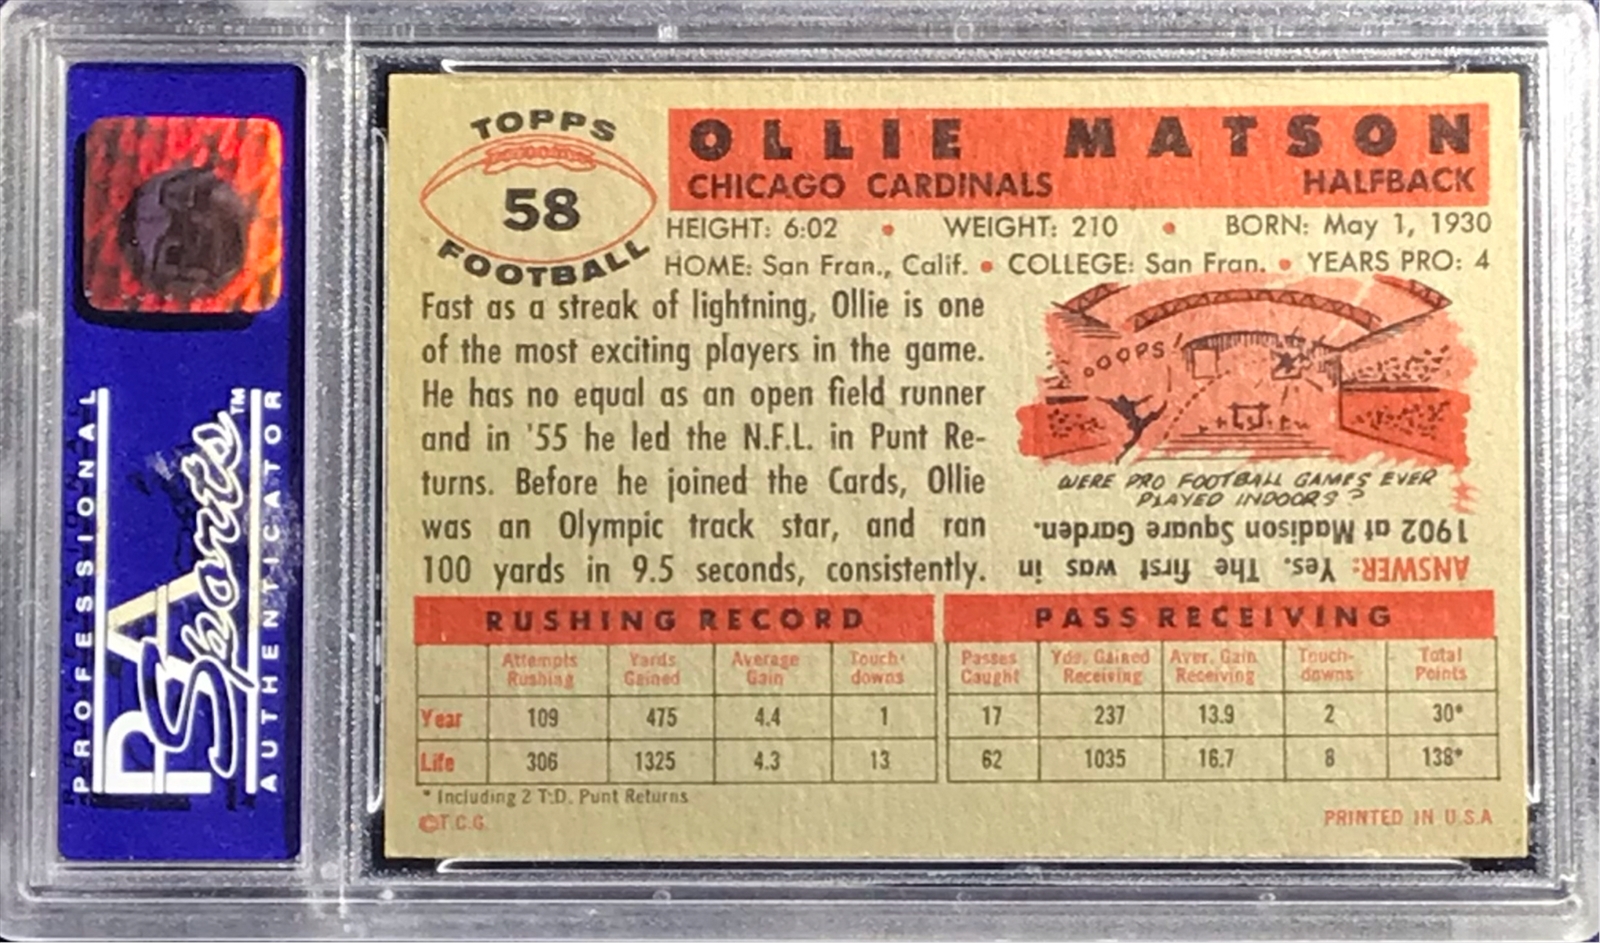 PROFESSIONAL
PSA
Sports™
AUTHENTICATOR
TOPPS
58
FOOTBALL
OLLIE MATSON
CHICAGO CARDINALS HALFBACK
HEIGHT: 6:02 • WEIGHT: 210 • BORN: May 1, 1930
HOME: San Fran., Calif. • COLLEGE: San Fran. • YEARS PRO: 4
Fast as a streak of lightning, Ollie is one
of the most exciting players in the game.
He has no equal as an open field runner
and in '55 he led the N.F.L. in Punt Re-
turns. Before he joined the Cards, Ollie
was an Olympic track star, and ran
100 yards in 9.5 seconds, consistently.
OOPS!
WERE PRO FOOTBALL GAMES EVER
PLAYED INDOORS?
ANSWER: Yes. The first was in
1902 at Madison Square Garden.
RUSHING RECORD PASS RECEIVING
Attempts Rushing Yards Gained Average Gain Touch-downs Passes Caught Yds. Gained Receiving Aver. Gain Receiving Touch-downs Total Points
Year 109 475 4.4 1 17 237 13.9 2 30*
Life 306 1325 4.3 13 62 1035 16.7 8 138*
* Including 2 T.D. Punt Returns
©T.C.G. PRINTED IN U.S.A